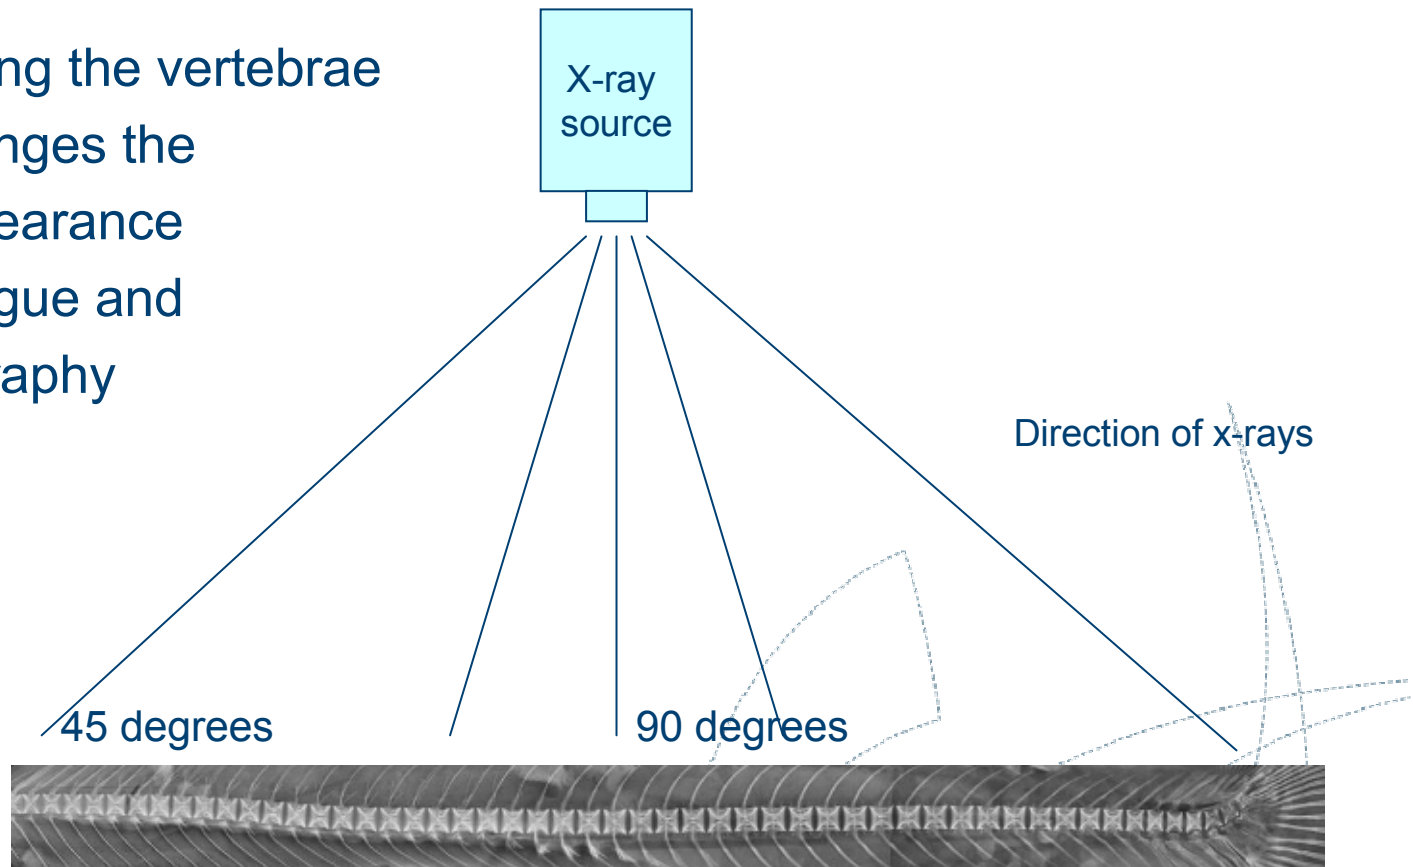 ng the vertebrae
nges the
earance
gue and
aphy
X-ray
source
Direction of x-rays
45 degrees
90 degrees